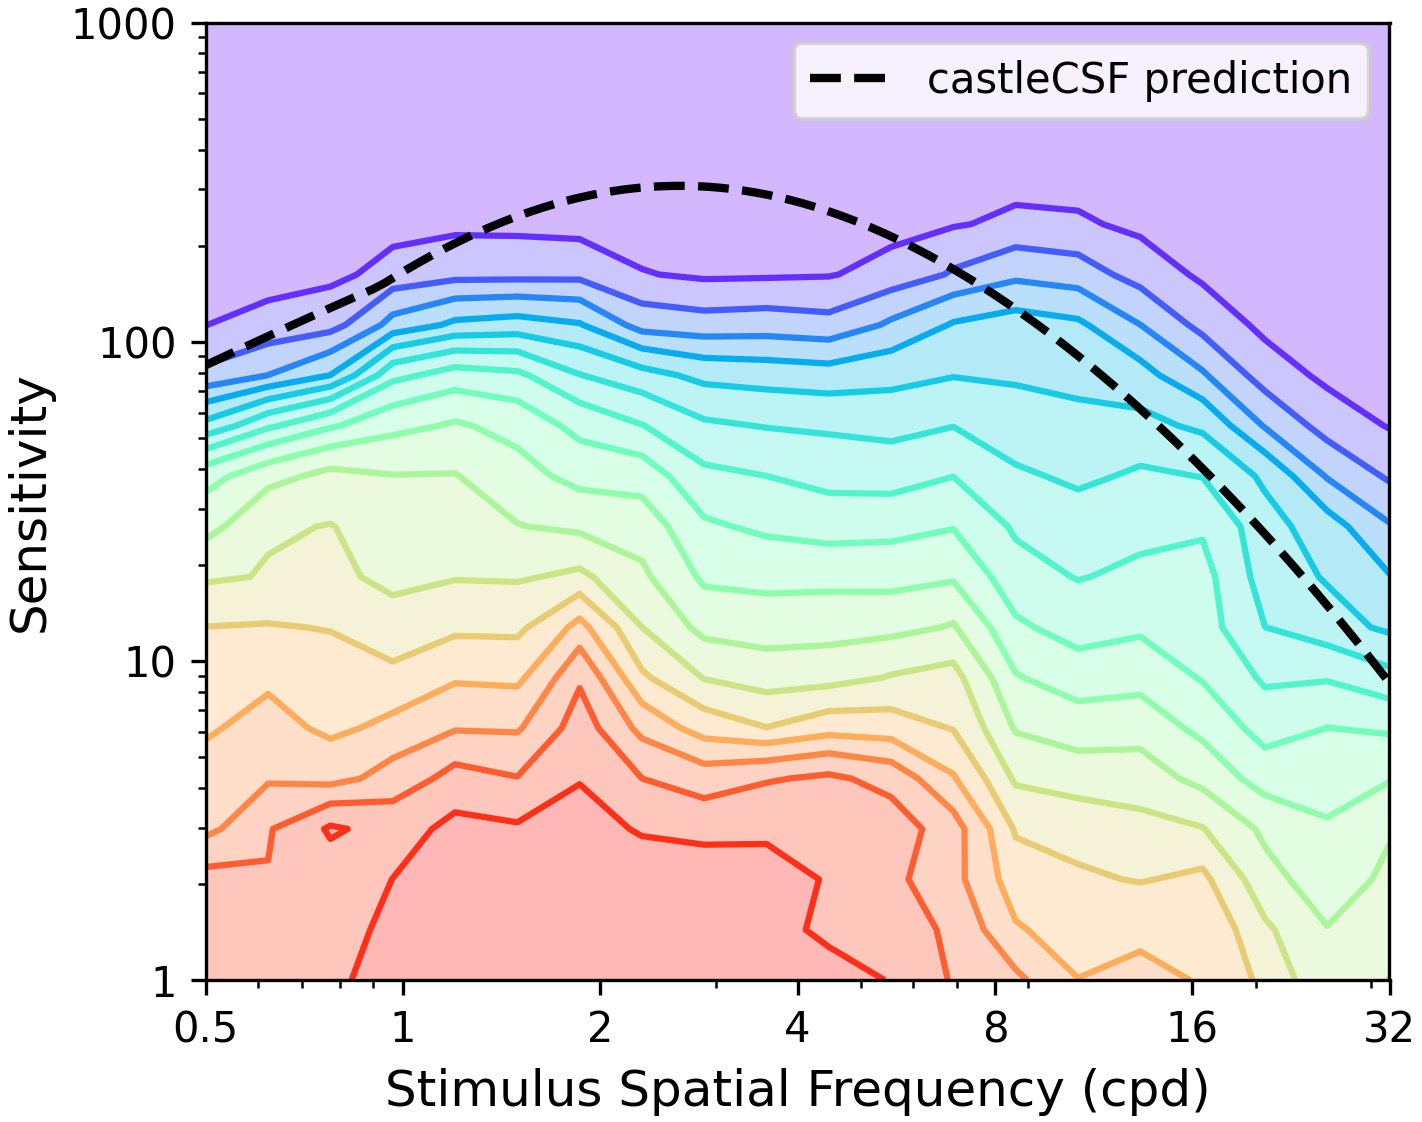 1000
castleCSF prediction
100
Sensitivity
10
1
0.5 1 2 4 8 16 32
Stimulus Spatial Frequency (cpd)